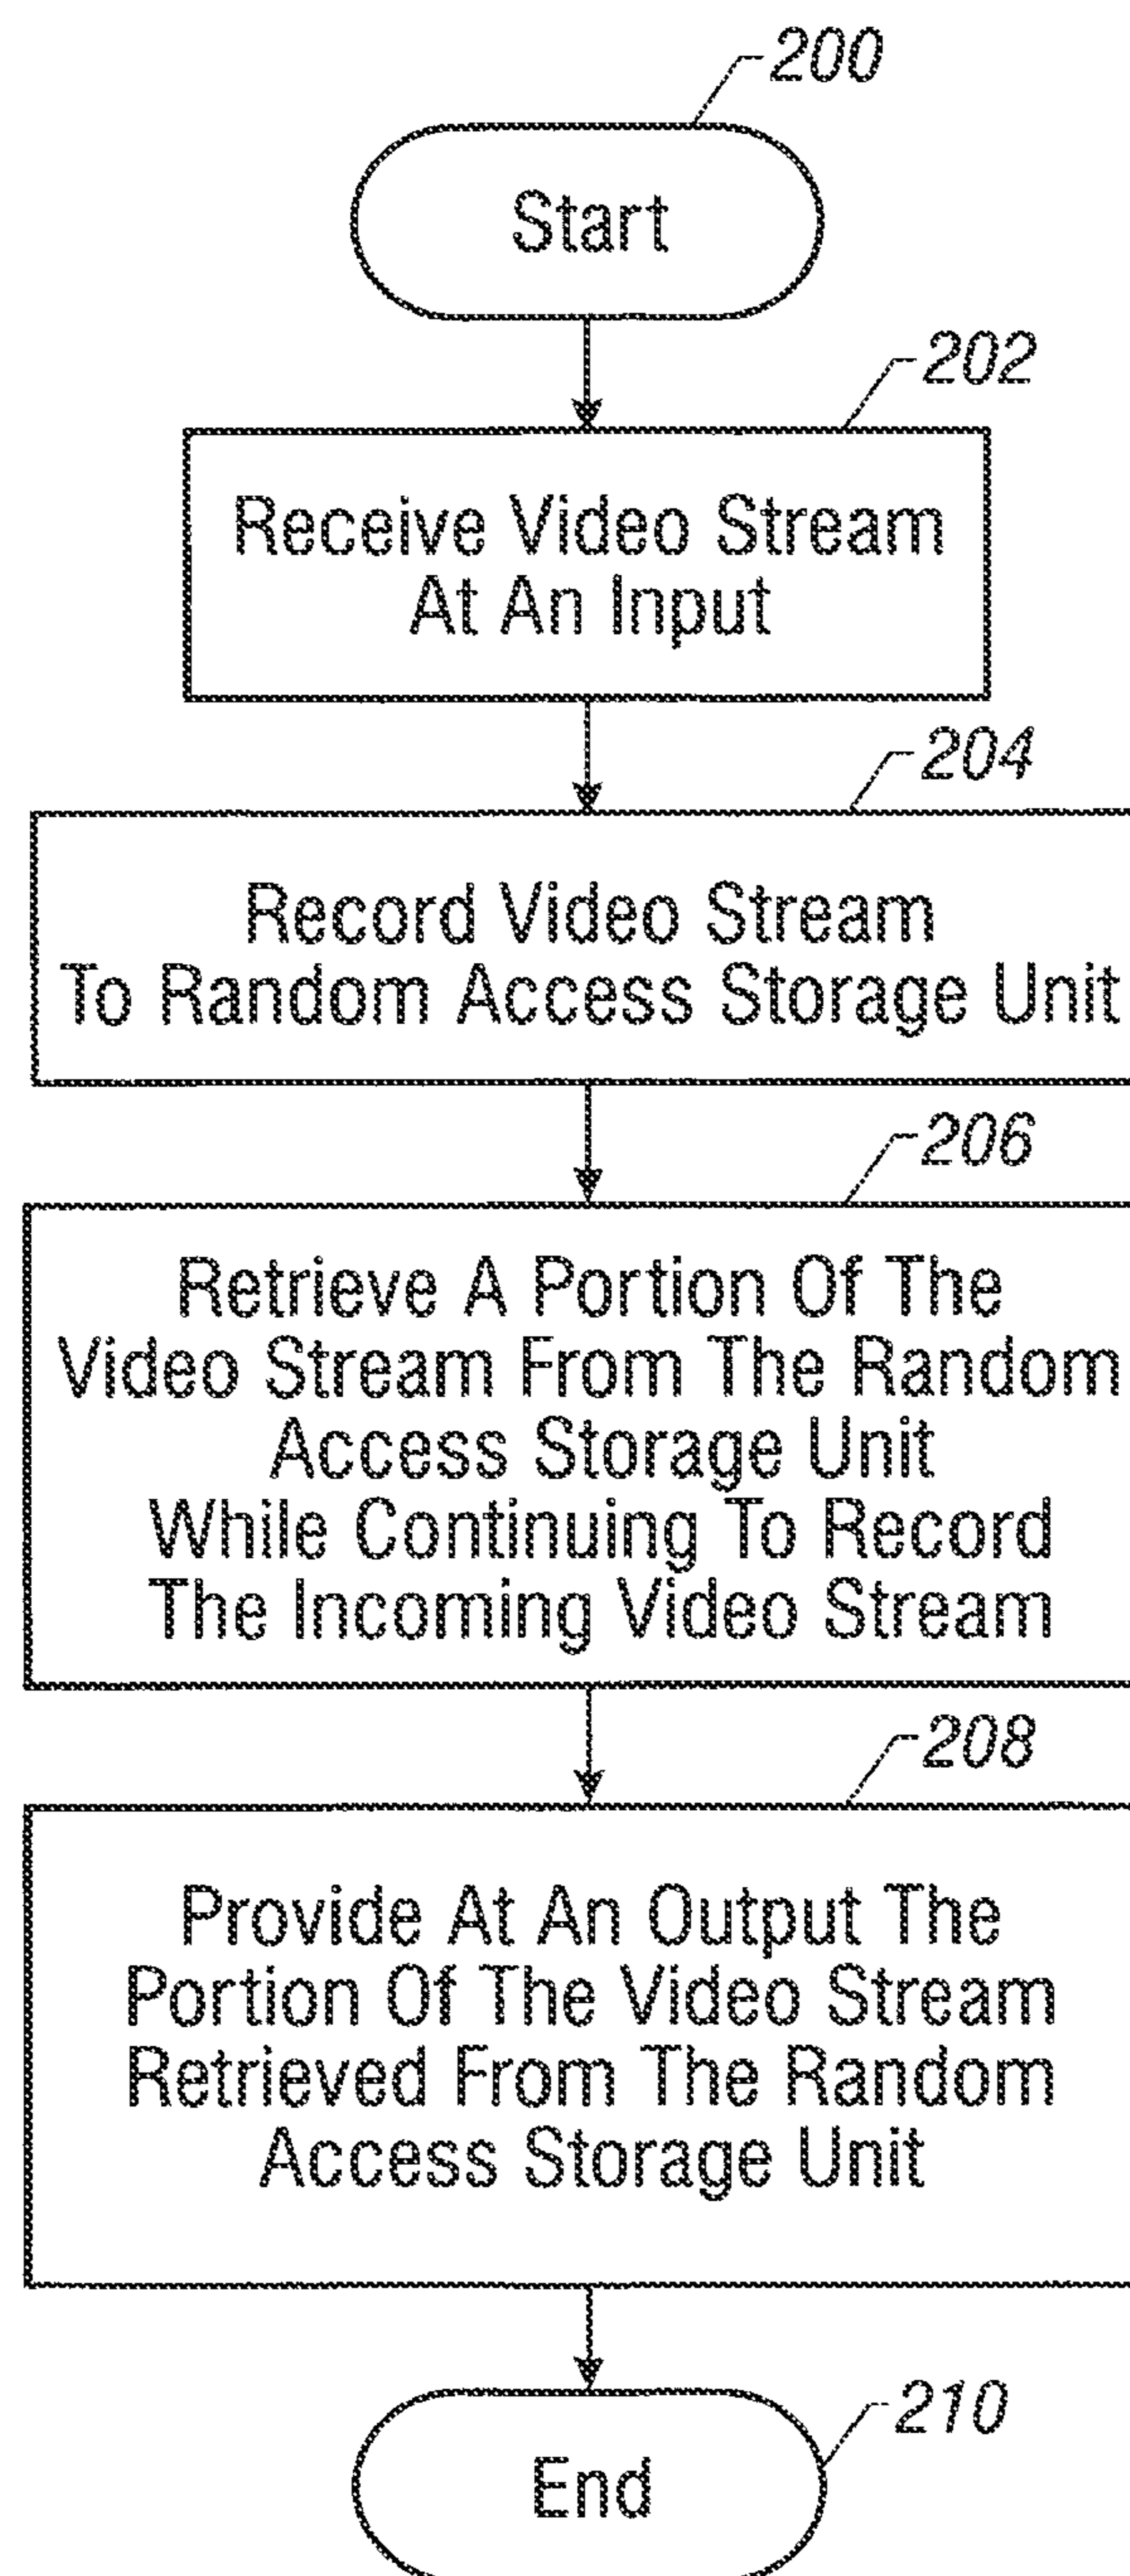 200
Start
202
Receive Video Stream
At An Input
204
Record Video Stream
To Random Access Storage Unit
206
Retrieve A Portion Of The
Video Stream From The Random
Access Storage Unit
While Continuing To Record
The Incoming Video Stream
208
Provide At An Output The
Portion Of The Video Stream
Retrieved From The Random
Access Storage Unit
210
End